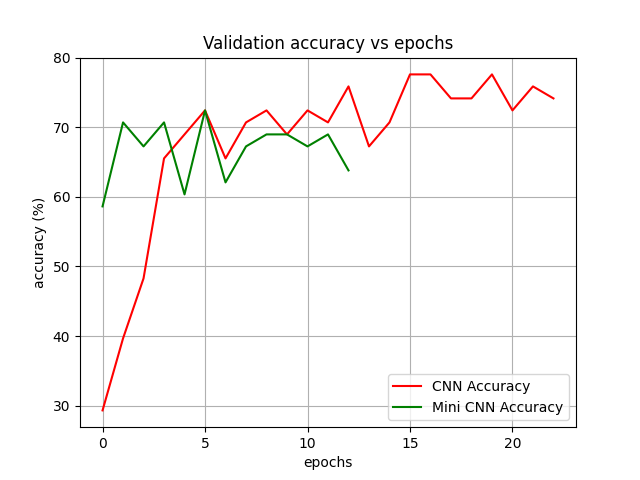 Validation accuracy vs epochs
80
70
60
50
40
30
accuracy (%)
0 5 10 15 20
epochs
CNN Accuracy
Mini CNN Accuracy